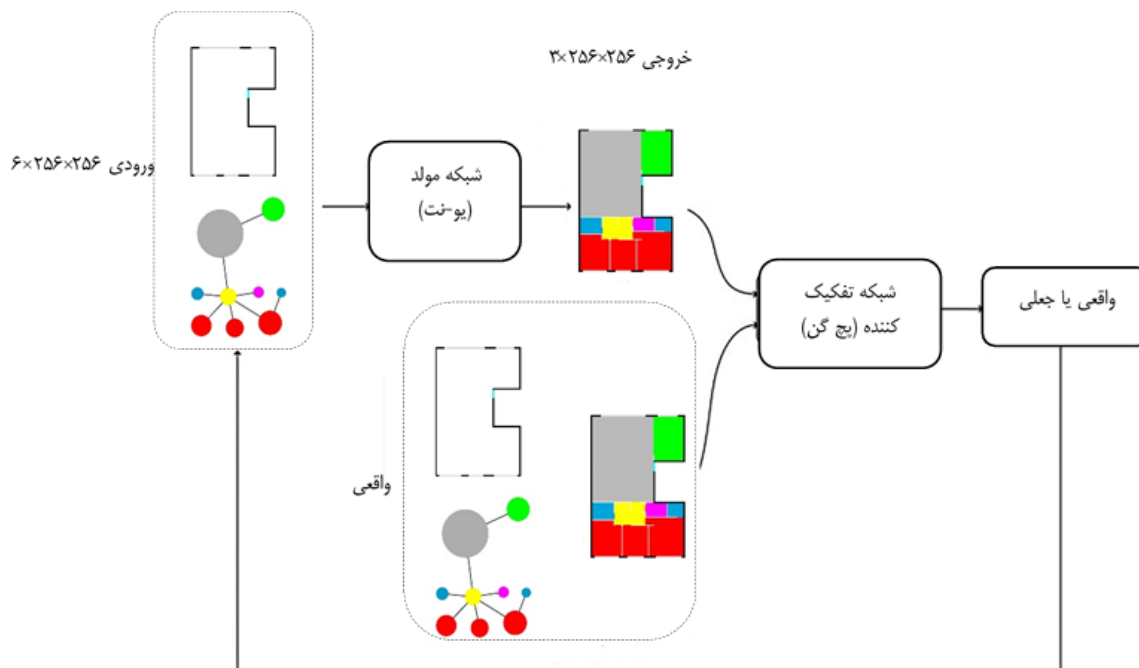 خروجی ۲۵۶×۲۵۶×۳
ورودی ۲۵۶×۲۵۶×۶
شبکه مولد
(یو-نت)
شبکه تفکیک
کننده (پچ گن)
واقعی یا جعلی
واقعی